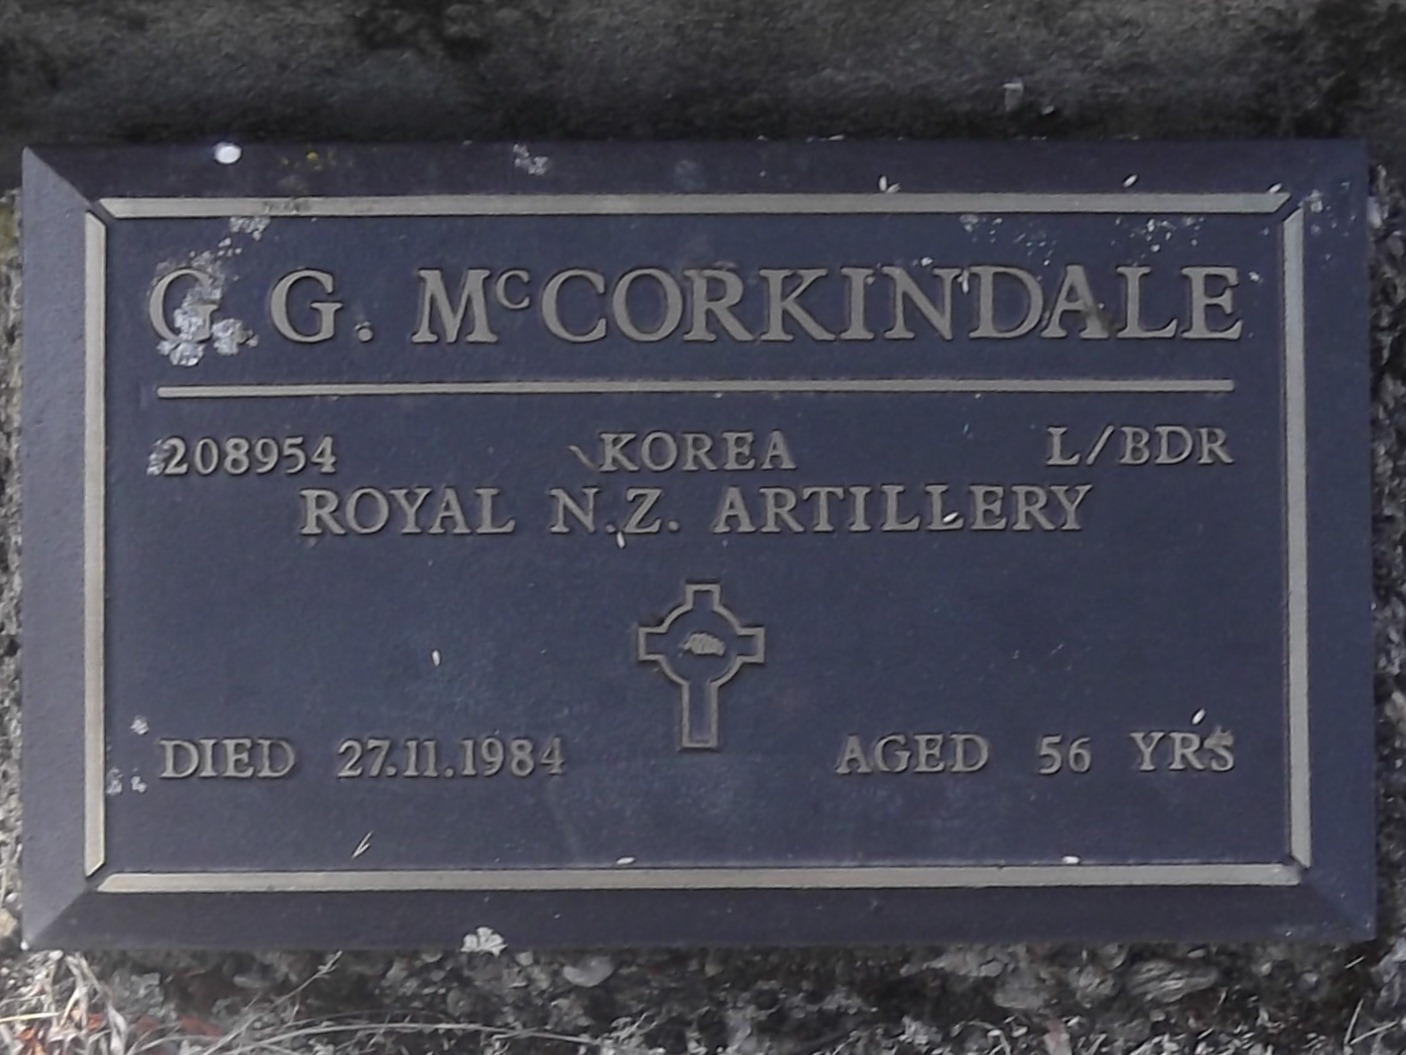 G. G. McCORKINDALE
208954 KOREA L/BDR
ROYAL N.Z. ARTILLERY
DIED 27.11.1984 AGED 56 YRS